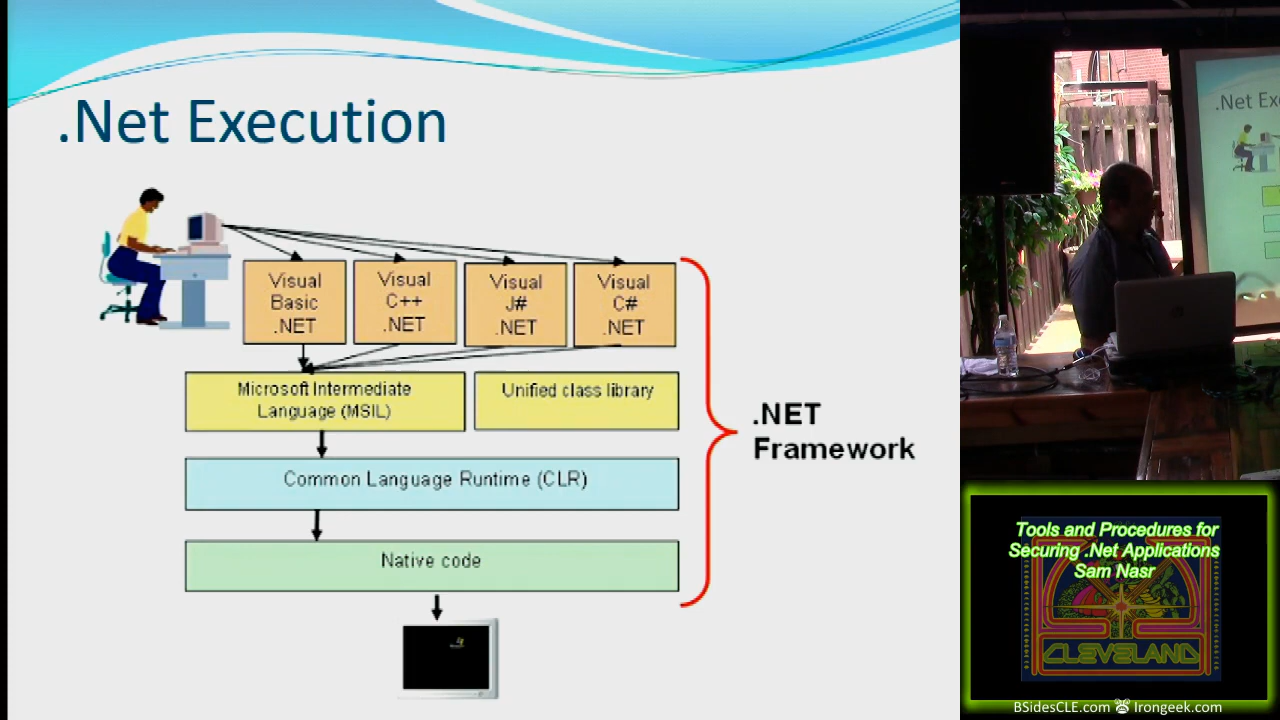 .Net Execution
Visual
Basic
.NET
Visual
C++
.NET
Visual
J#
.NET
Visual
C#
.NET
Microsoft Intermediate
Language (MSIL)
Unified class library
Common Language Runtime (CLR)
Native code
.NET
Framework
.Net Exe
Tools and Procedures for
Securing .Net Applications
Sam Nasr
CLEVELAND
BSidesCLE.com Irongeek.com